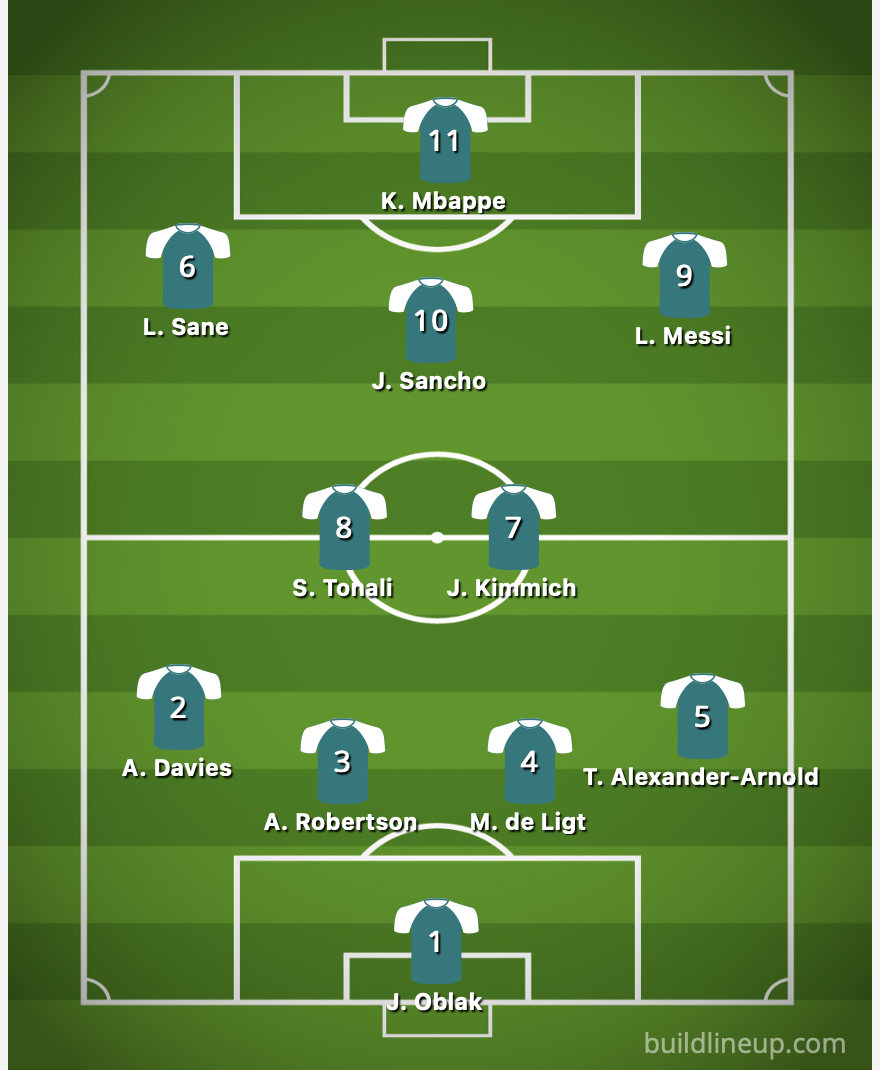 11
K. Mbappe
6
L. Sane
9
L. Messi
10
J. Sancho
8
S. Tonali
7
J. Kimmich
2
A. Davies
5
T. Alexander-Arnold
3
A. Robertson
4
M. de Ligt
1
J. Oblak
buildlineup.com